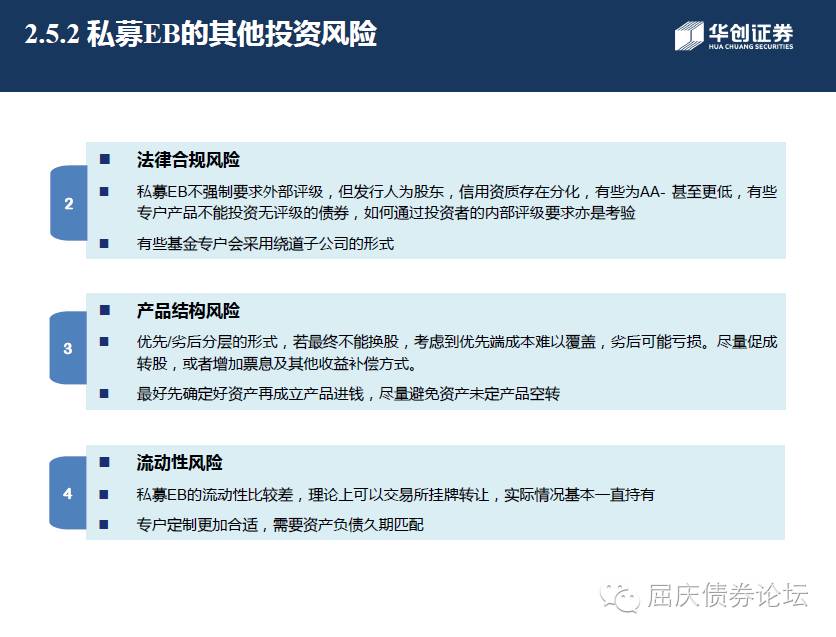 2.5.2 私募EB的其他投资风险
华创证券
HUA CHUANG SECURITIES
2
■ 法律合规风险
■ 私募EB不强制要求外部评级，但发行人为股东，信用资质存在分化，有些为AA- 甚至更低，有些
专户产品不能投资无评级的债券，如何通过投资者的内部评级要求亦是考验
■ 有些基金专户会采用绕道子公司的形式
3
■ 产品结构风险
■ 优先/劣后分层的形式，若最终不能换股，考虑到优先端成本难以覆盖，劣后可能亏损。尽量促成
转股，或者增加票息及其他收益补偿方式。
■ 最好先确定好资产再成立产品进钱，尽量避免资产未定产品空转
4
■ 流动性风险
■ 私募EB的流动性比较差，理论上可以交易所挂牌转让，实际情况基本一直持有
■ 专户定制更加合适，需要资产负债久期匹配
屈庆债券论坛